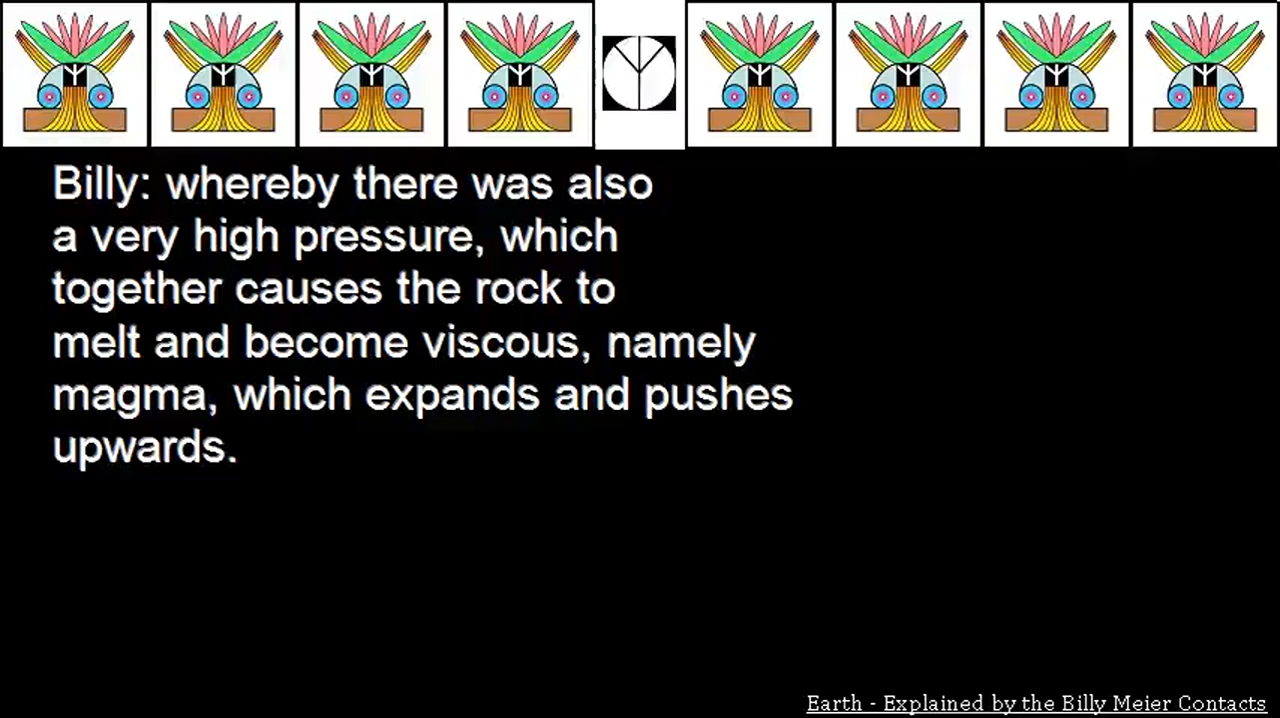 Billy: whereby there was also
a very high pressure, which
together causes the rock to
melt and become viscous, namely
magma, which expands and pushes
upwards.
Earth - Explained by the Billy Meier Contacts